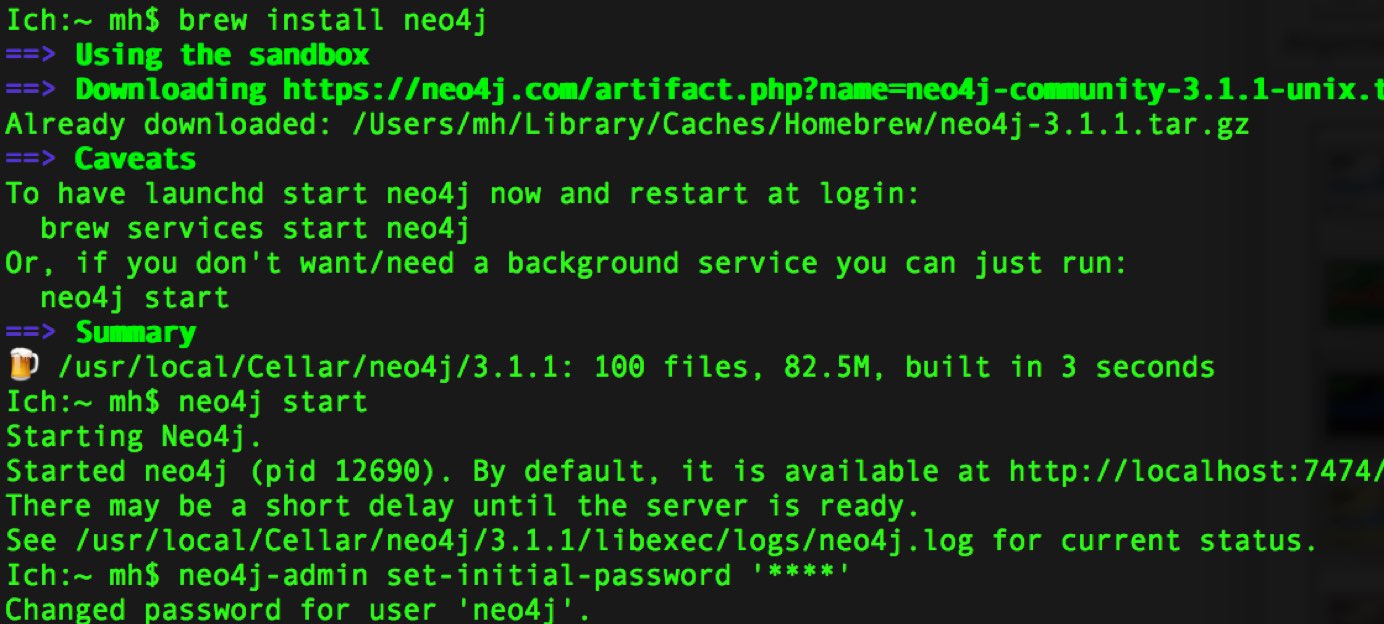 Ich:~ mh$ brew install neo4j
==> Using the sandbox
==> Downloading https://neo4j.com/artifact.php?name=neo4j-community-3.1.1-unix.t
Already downloaded: /Users/mh/Library/Caches/Homebrew/neo4j-3.1.1.tar.gz
==> Caveats
To have launchd start neo4j now and restart at login:
  brew services start neo4j
Or, if you don't want/need a background service you can just run:
  neo4j start
==> Summary
🍺 /usr/local/Cellar/neo4j/3.1.1: 100 files, 82.5M, built in 3 seconds
Ich:~ mh$ neo4j start
Starting Neo4j.
Started neo4j (pid 12690). By default, it is available at http://localhost:7474/
There may be a short delay until the server is ready.
See /usr/local/Cellar/neo4j/3.1.1/libexec/logs/neo4j.log for current status.
Ich:~ mh$ neo4j-admin set-initial-password '****'
Changed password for user 'neo4j'.